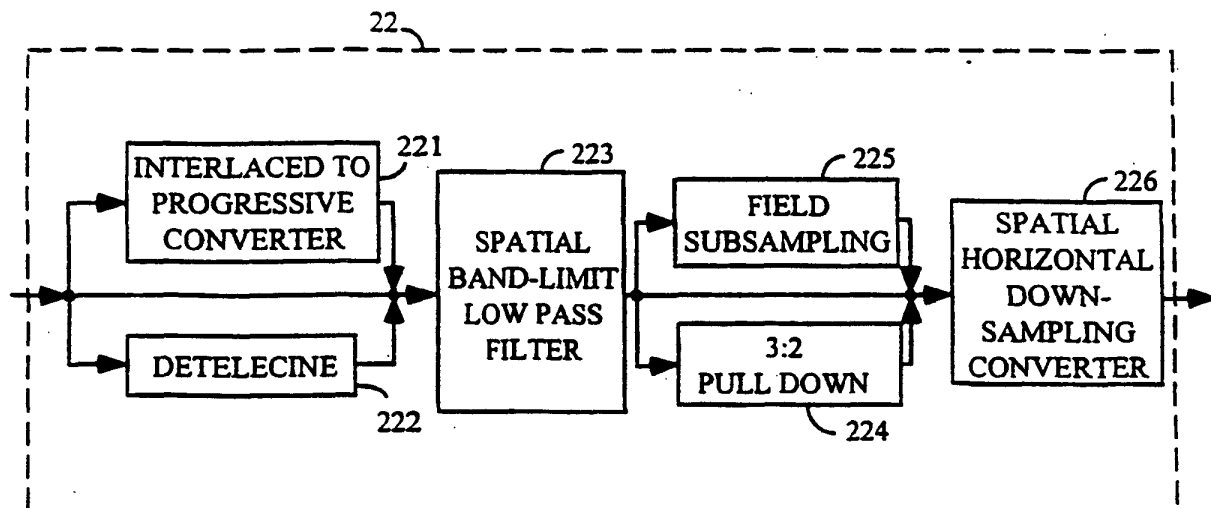 22
INTERLACED TO
PROGRESSIVE
CONVERTER
221
DETELECINE
222
223
SPATIAL
BAND-LIMIT
LOW PASS
FILTER
225
FIELD
SUBSAMPLING
3:2
PULL DOWN
224
226
SPATIAL
HORIZONTAL
DOWN-
SAMPLING
CONVERTER